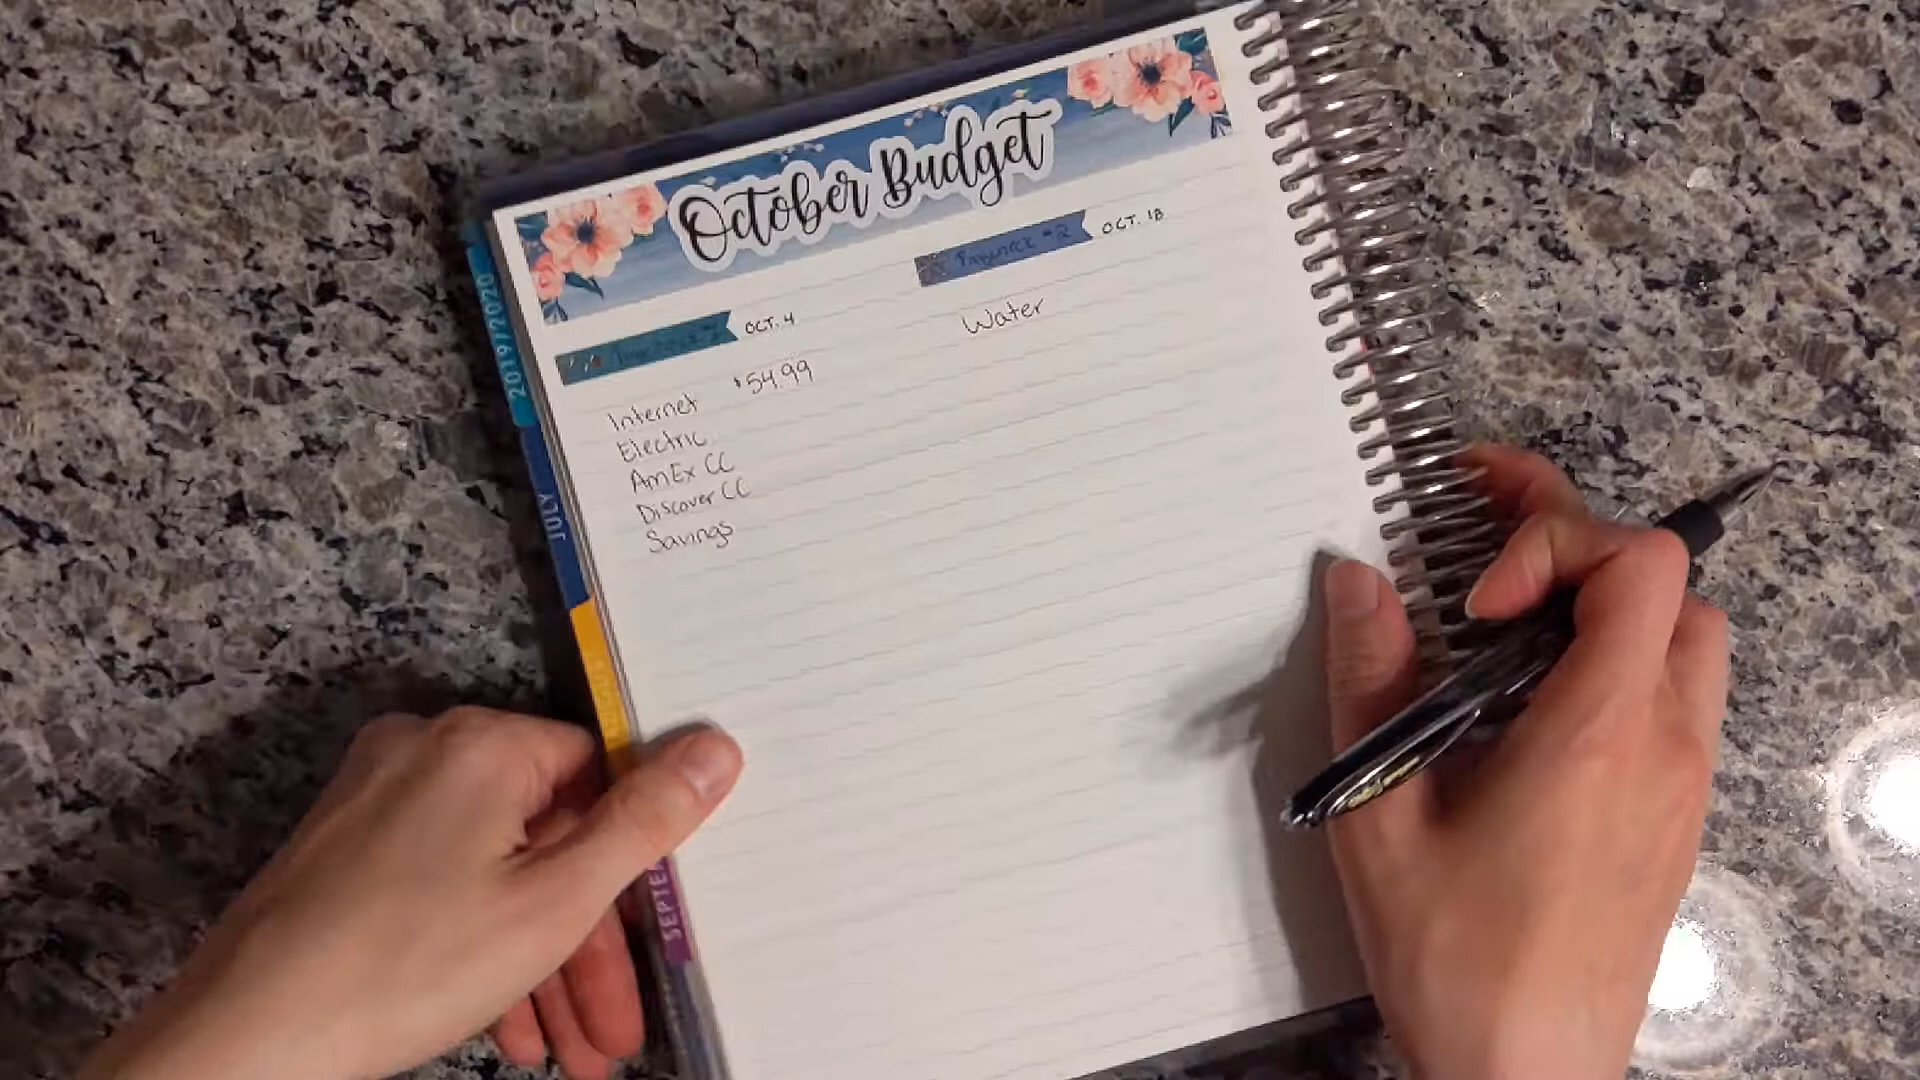 October Budget
OCT. 4
Internet $54.99
Electric
AmEx CC
Discover CC
Savings
Paycheck #2 OCT. 18
Water
2019/2020
JULY
SEPTE